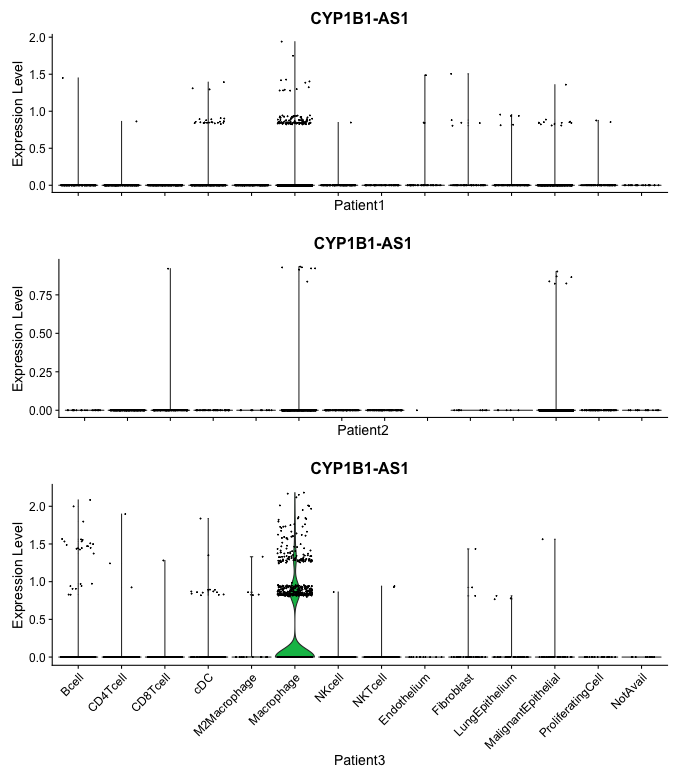 CYP1B1-AS1
Expression Level
2.0
1.5
1.0
0.5
0.0
Patient1
CYP1B1-AS1
Expression Level
0.75
0.50
0.25
0.00
Patient2
CYP1B1-AS1
Expression Level
2.0
1.5
1.0
0.5
0.0
Bcell
CD4Tcell
CD8Tcell
cDC
M2Macrophage
Macrophage
NKcell
NKTcell
Endothelium
Fibroblast
LungEpithelium
MalignantEpithelial
ProliferatingCell
NotAvail
Patient3